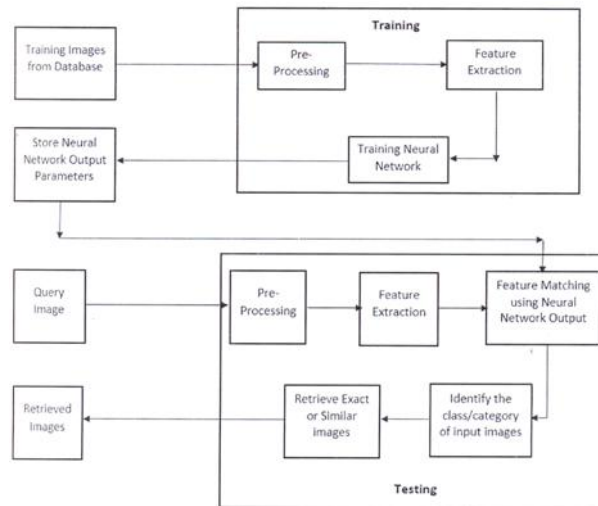 Training
Training Images
from Database
Pre-
Processing
Feature
Extraction
Store Neural
Network Output
Parameters
Training Neural
Network
Query
Image
Pre-
Processing
Feature
Extraction
Feature Matching
using Neural
Network Output
Retrieved
Images
Retrieve Exact
or Similar
images
Identify the
class/category
of input images
Testing